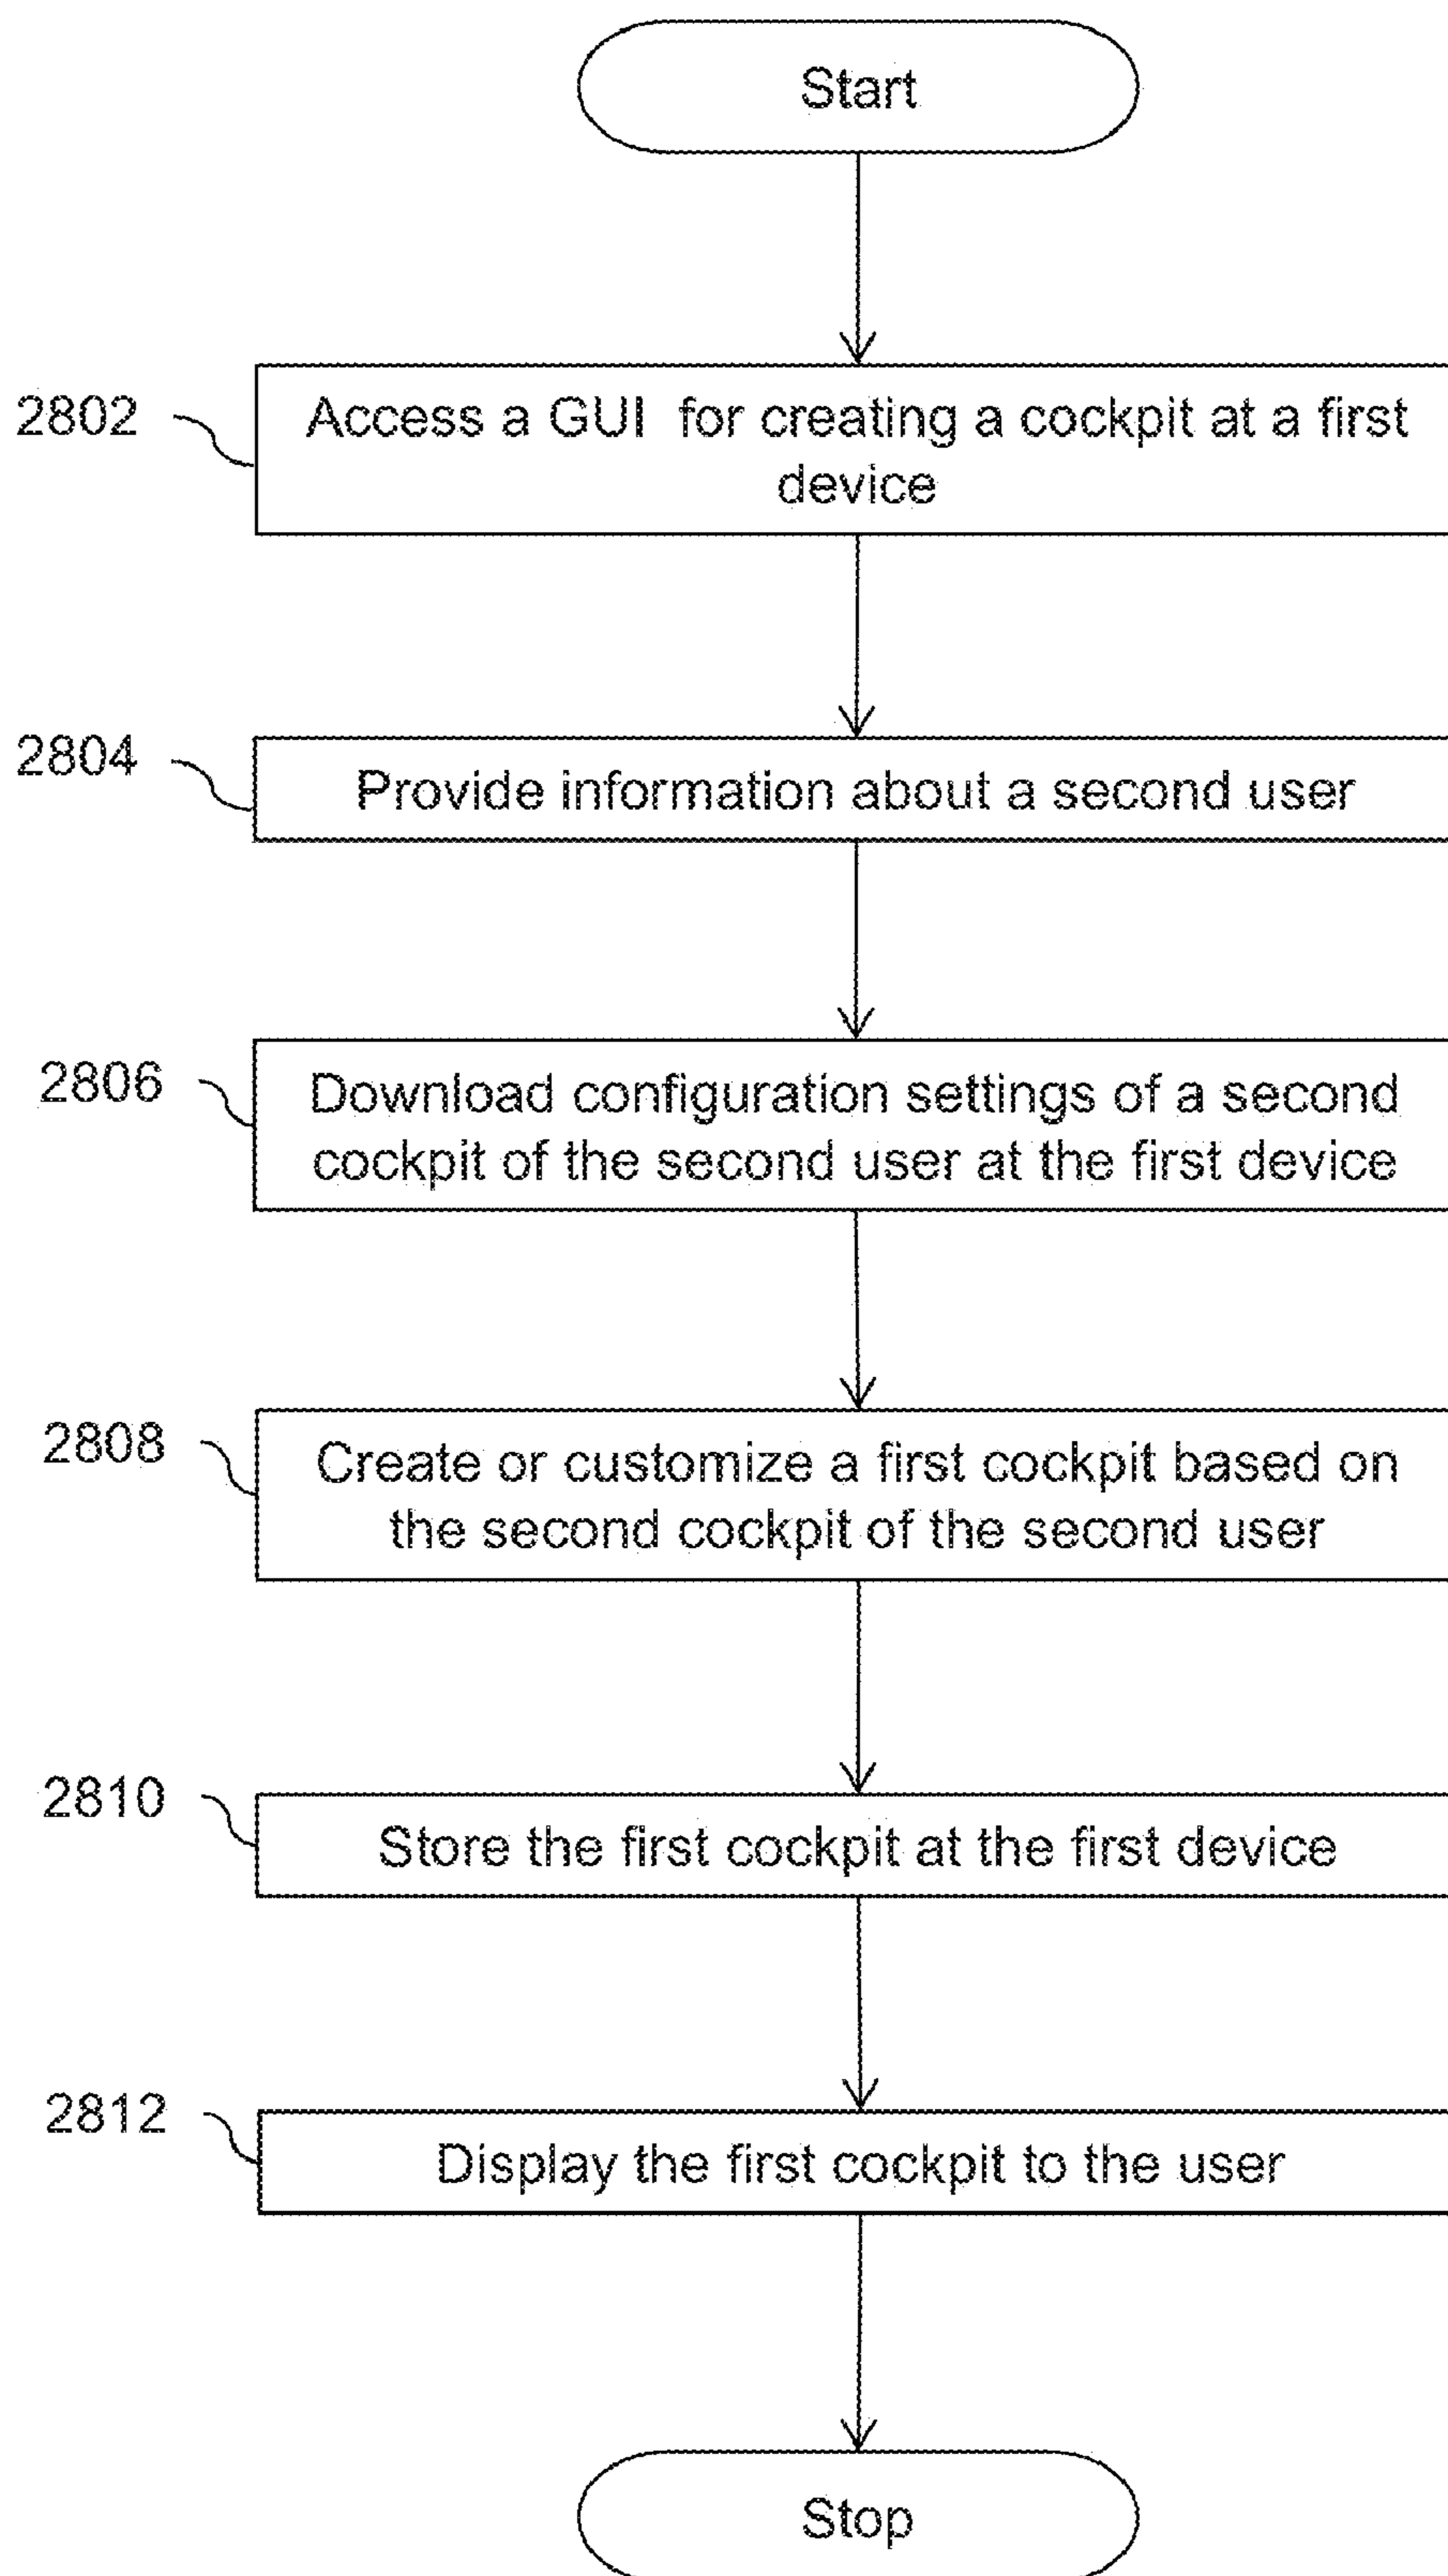 Start
2802
Access a GUI for creating a cockpit at a first
device
2804
Provide information about a second user
2806
Download configuration settings of a second
cockpit of the second user at the first device
2808
Create or customize a first cockpit based on
the second cockpit of the second user
2810
Store the first cockpit at the first device
2812
Display the first cockpit to the user
Stop